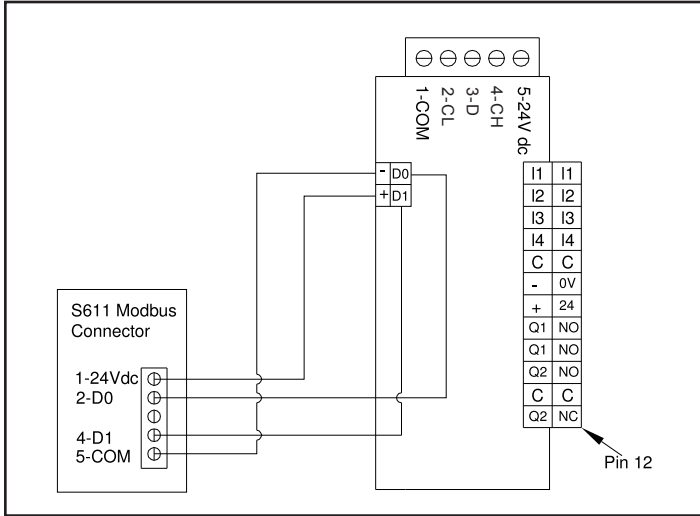 1-COM
2-CL
3-D
4-CH
5-24V dc
- D0
+ D1
I1 I1
I2 I2
I3 I3
I4 I4
C C
- 0V
+ 24
Q1 NO
Q1 NO
Q2 NO
C C
Q2 NC
Pin 12
S611 Modbus
Connector
1-24Vdc
2-D0
4-D1
5-COM